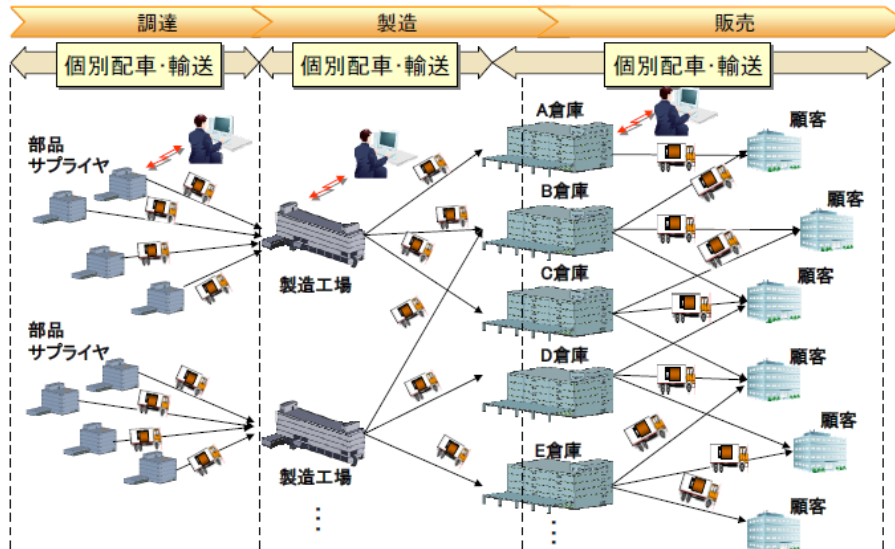 調達
製造
販売
個別配車･輸送
個別配車･輸送
個別配車･輸送
部品
サプライヤ
A倉庫
顧客
B倉庫
顧客
製造工場
C倉庫
顧客
部品
サプライヤ
D倉庫
顧客
顧客
製造工場
E倉庫
顧客